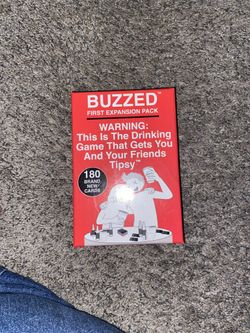 BUZZED™
FIRST EXPANSION PACK
WARNING:
This Is The Drinking
Game That Gets You
And Your Friends
Tipsy™
180
BRAND
NEW
CARDS